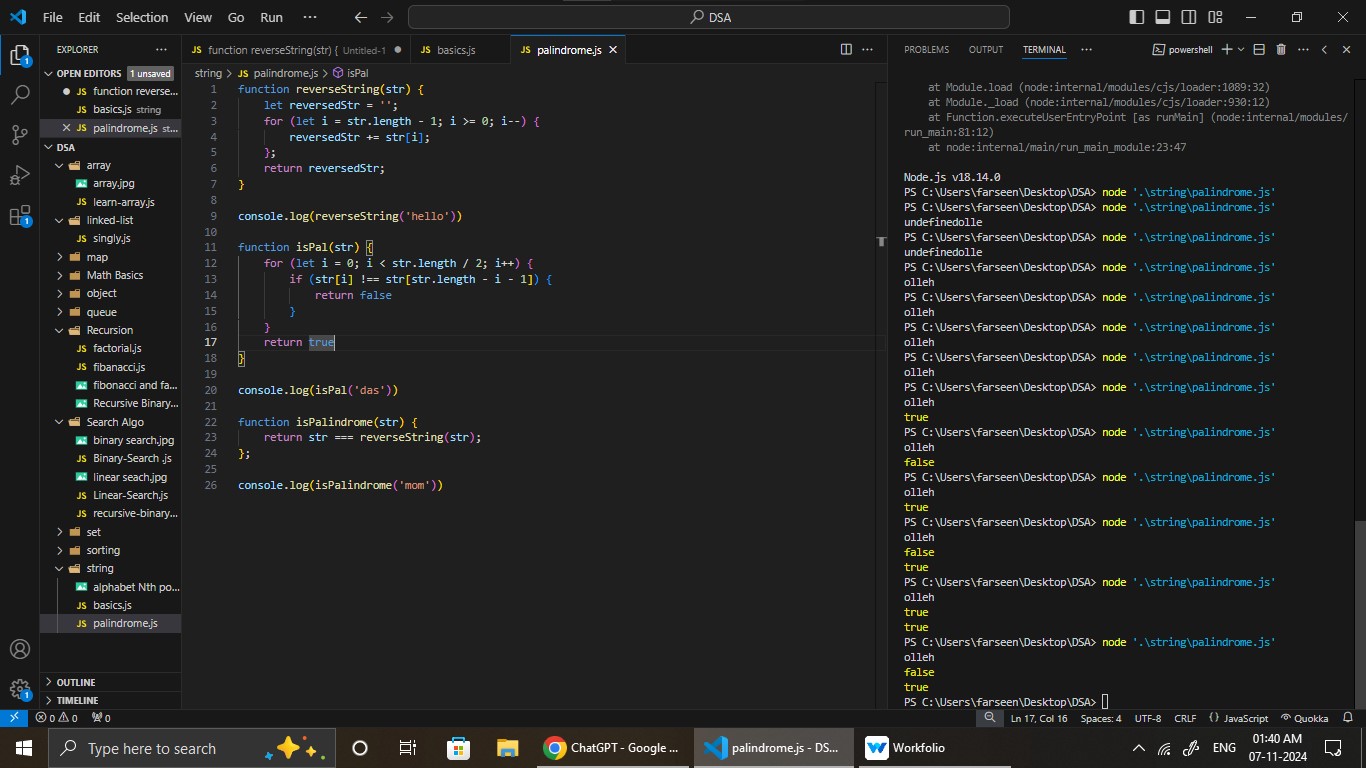 File Edit Selection View Go Run ···
DSA
EXPLORER ···
OPEN EDITORS 1 unsaved
JS function reverse...
JS basics.js string
JS palindrome.js st...
DSA
array
array.jpg
JS learn-array.js
linked-list
JS singly.js
map
Math Basics
object
queue
Recursion
JS factorial.js
JS fibanacci.js
fibonacci and fa...
Recursive Binary...
Search Algo
binary search.jpg
JS Binary-Search .js
linear seach.jpg
JS Linear-Search.js
JS recursive-binary...
set
sorting
string
alphabet Nth po...
JS basics.js
JS palindrome.js
OUTLINE
TIMELINE
1
1
1
JS function reverseString(str) { Untitled-1
JS basics.js
JS palindrome.js
string > JS palindrome.js > isPal
1 function reverseString(str) {
2 let reversedStr = '';
3 for (let i = str.length - 1; i >= 0; i--) {
4 reversedStr += str[i];
5 };
6 return reversedStr;
7 }
8
9 console.log(reverseString('hello'))
10
11 function isPal(str) {
12 for (let i = 0; i < str.length / 2; i++) {
13 if (str[i] !== str[str.length - i - 1]) {
14 return false
15 }
16 }
17 return true
18 }
19
20 console.log(isPal('das'))
21
22 function isPalindrome(str) {
23 return str === reverseString(str);
24 };
25
26 console.log(isPalindrome('mom'))
PROBLEMS OUTPUT TERMINAL ··· powershell
at Module.load (node:internal/modules/cjs/loader:1089:32)
at Module._load (node:internal/modules/cjs/loader:930:12)
at Function.executeUserEntryPoint [as runMain] (node:internal/modules/
run_main:81:12)
at node:internal/main/run_main_module:23:47
Node.js v18.14.0
PS C:\Users\farseen\Desktop\DSA> node '.\string\palindrome.js'
PS C:\Users\farseen\Desktop\DSA> node '.\string\palindrome.js'
undefinedolle
PS C:\Users\farseen\Desktop\DSA> node '.\string\palindrome.js'
undefinedolle
PS C:\Users\farseen\Desktop\DSA> node '.\string\palindrome.js'
olleh
PS C:\Users\farseen\Desktop\DSA> node '.\string\palindrome.js'
olleh
PS C:\Users\farseen\Desktop\DSA> node '.\string\palindrome.js'
olleh
PS C:\Users\farseen\Desktop\DSA> node '.\string\palindrome.js'
olleh
PS C:\Users\farseen\Desktop\DSA> node '.\string\palindrome.js'
olleh
true
PS C:\Users\farseen\Desktop\DSA> node '.\string\palindrome.js'
olleh
false
PS C:\Users\farseen\Desktop\DSA> node '.\string\palindrome.js'
olleh
true
PS C:\Users\farseen\Desktop\DSA> node '.\string\palindrome.js'
olleh
false
true
PS C:\Users\farseen\Desktop\DSA> node '.\string\palindrome.js'
olleh
true
true
PS C:\Users\farseen\Desktop\DSA> node '.\string\palindrome.js'
olleh
false
true
PS C:\Users\farseen\Desktop\DSA>
0 0 0 Ln 17, Col 16 Spaces: 4 UTF-8 CRLF {} JavaScript Quokka
Type here to search
ChatGPT - Google ...
palindrome.js - DS...
Workfolio
ENG
01:40 AM
07-11-2024